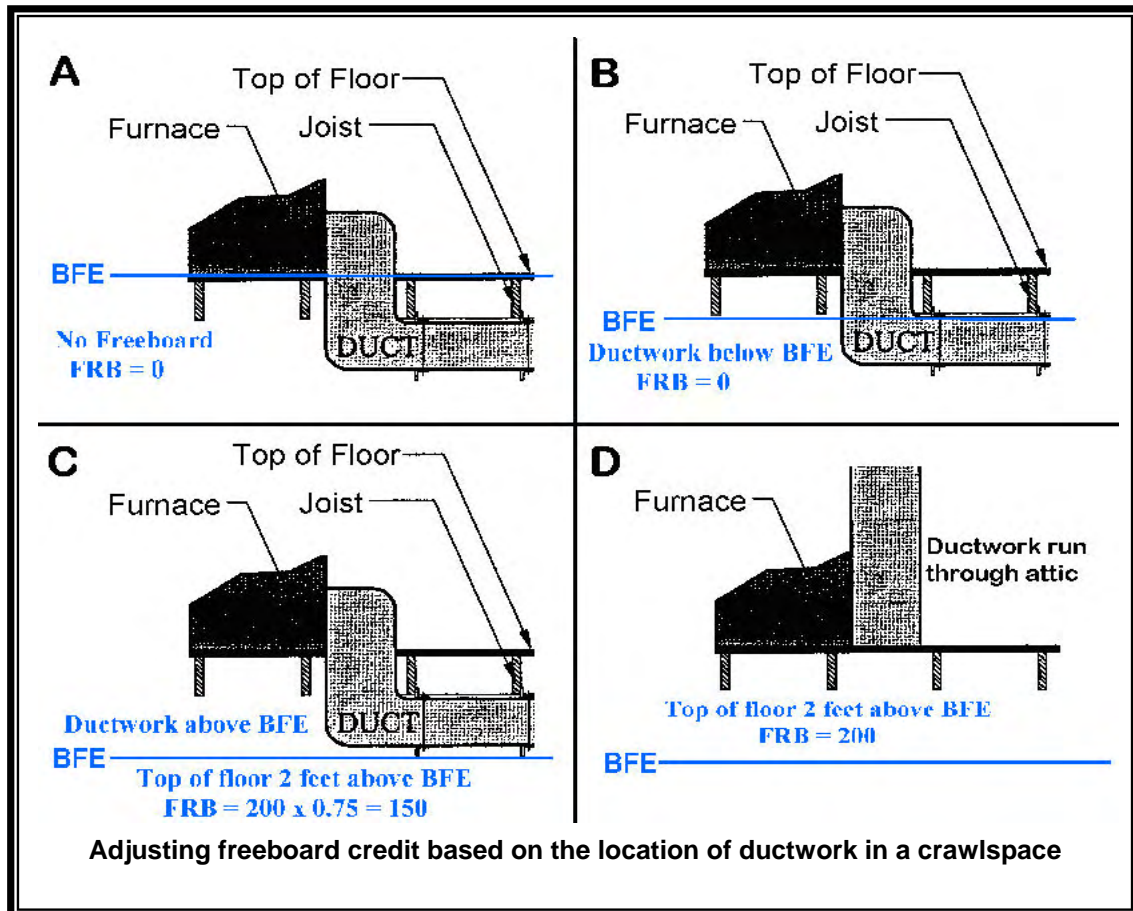 A
Top of Floor
Furnace
Joist
BFE
No Freeboard
FRB = 0
DUCT
B
Top of Floor
Furnace
Joist
BFE
Ductwork below BFE
FRB = 0
DUCT
C
Top of Floor
Furnace
Joist
Ductwork above BFE
DUCT
BFE
Top of floor 2 feet above BFE
FRB = 200 x 0.75 = 150
D
Furnace
Ductwork run
through attic
Top of floor 2 feet above BFE
FRB = 200
BFE
Adjusting freeboard credit based on the location of ductwork in a crawlspace